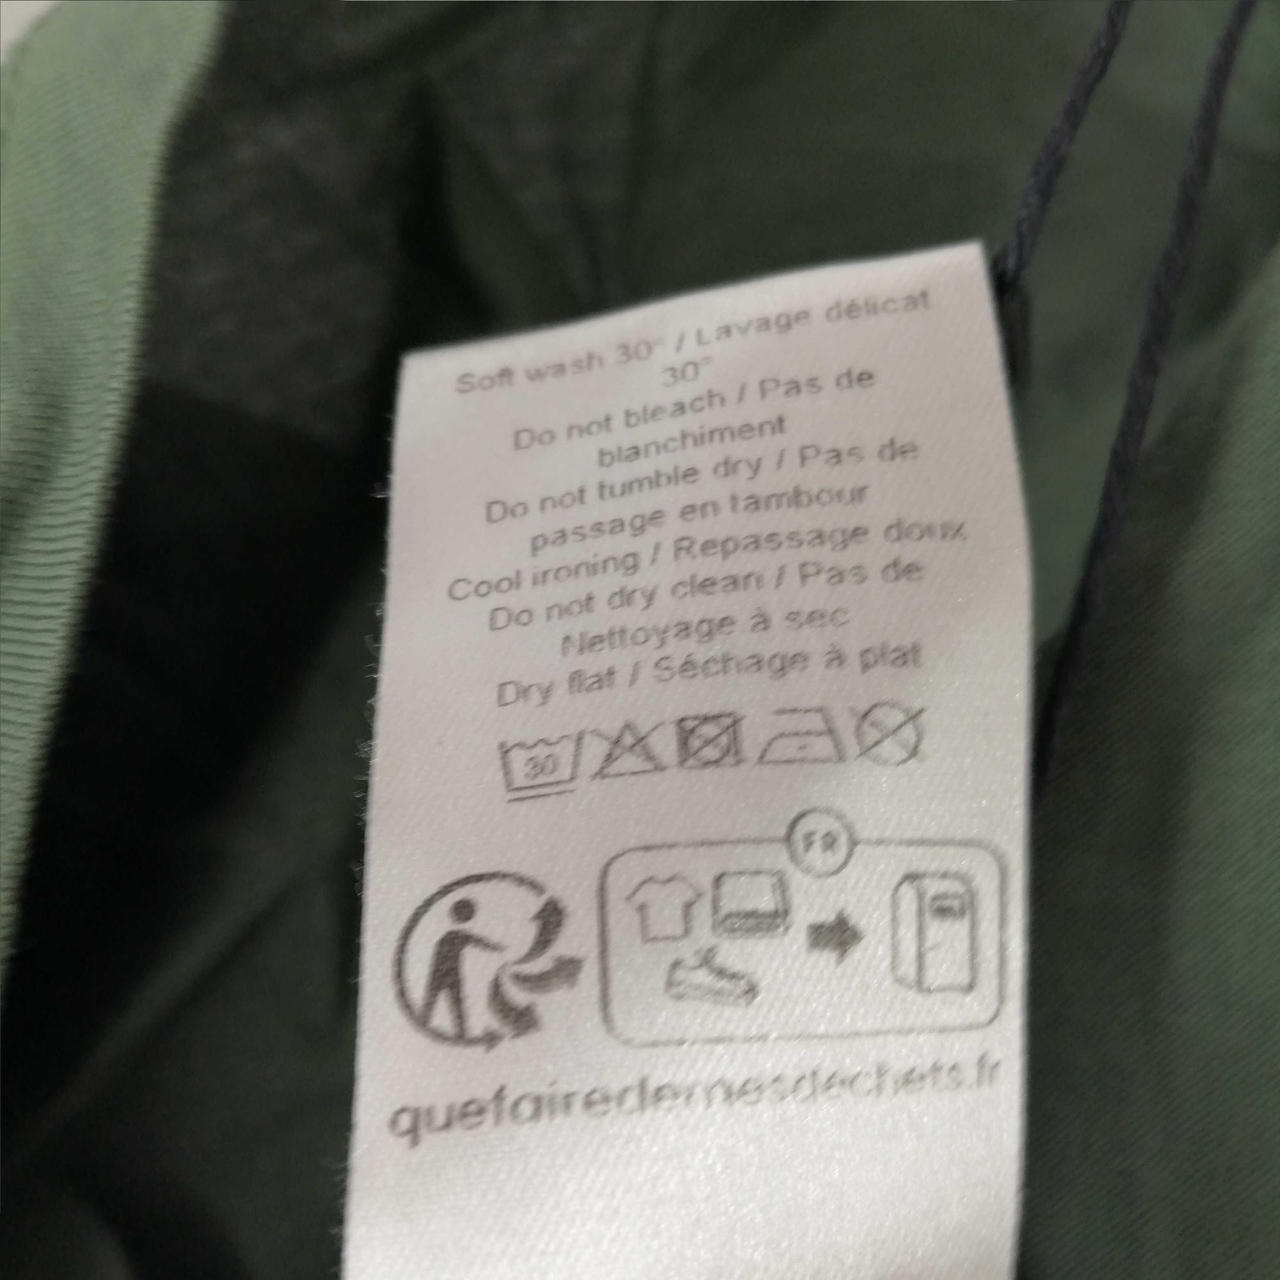 Soft wash 30° / Lavage délicat
30°
Do not bleach / Pas de
blanchiment
Do not tumble dry / Pas de
passage en tambour
Cool ironing / Repassage doux
Do not dry clean / Pas de
Nettoyage à sec
Dry flat / Séchage à plat
30
FR
quefairedemesdechets.fr